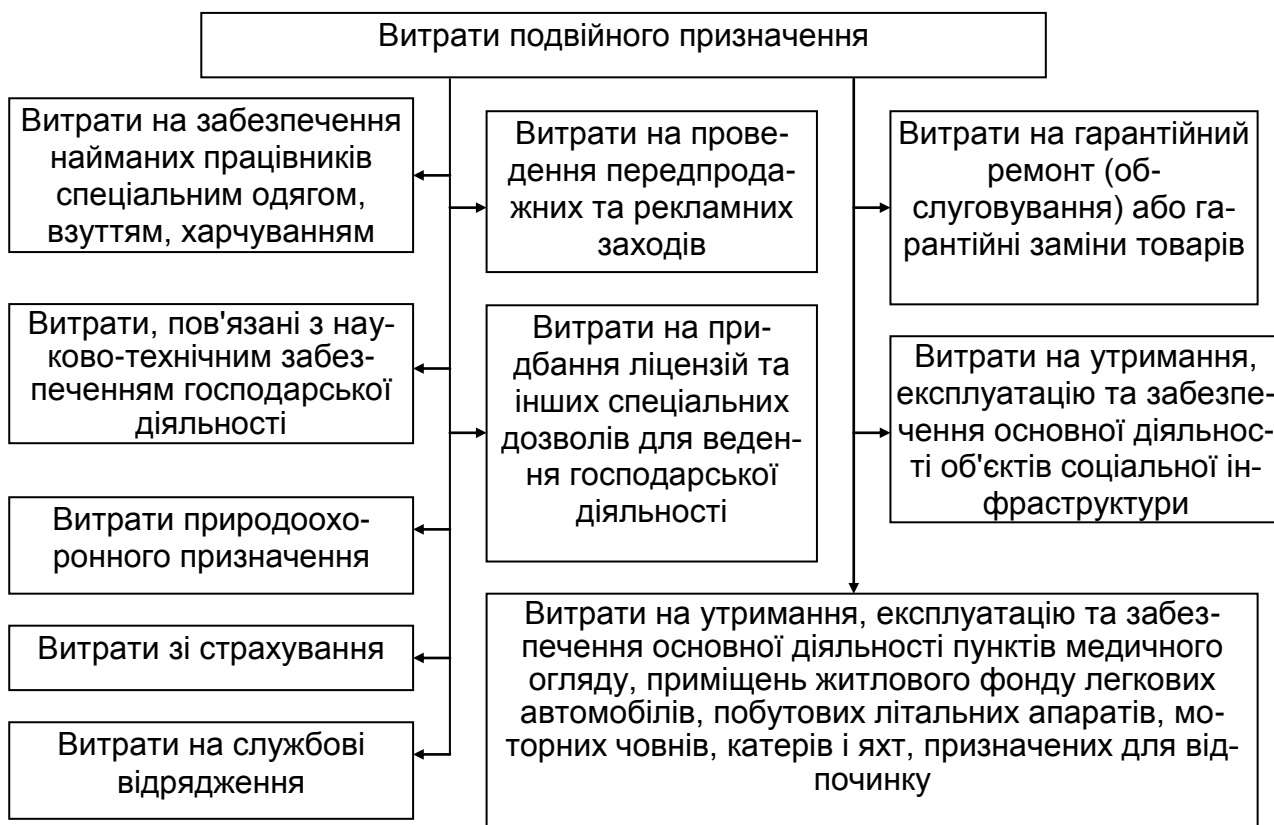 Витрати подвійного призначення
Витрати на забезпечення
найманих працівників
спеціальним одягом,
взуттям, харчуванням
Витрати на прове-
дення передпрода-
жних та рекламних
заходів
Витрати на гарантійний
ремонт (об-
слуговування) або га-
рантійні заміни товарів
Витрати, пов'язані з нау-
ково-технічним забез-
печенням господарської
діяльності
Витрати на при-
дбання ліцензій та
інших спеціальних
дозволів для веден-
ня господарської
діяльності
Витрати на утримання,
експлуатацію та забезпе-
чення основної діяльнос-
ті об'єктів соціальної ін-
фраструктури
Витрати природоохо-
ронного призначення
Витрати зі страхування
Витрати на службові
відрядження
Витрати на утримання, експлуатацію та забез-
печення основної діяльності пунктів медичного
огляду, приміщень житлового фонду легкових
автомобілів, побутових літальних апаратів, мо-
торних човнів, катерів і яхт, призначених для від-
починку